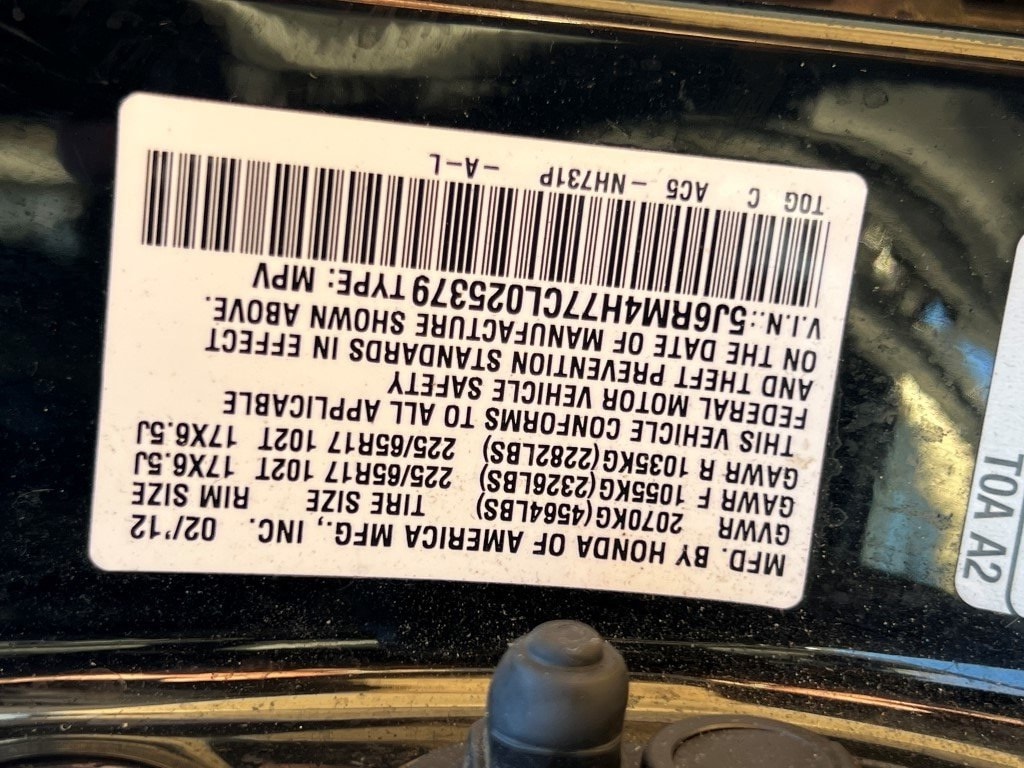 MFD. BY HONDA OF AMERICA MFG., INC. 02/'12
GVWR 2070KG(4564LBS) TIRE SIZE RIM SIZE
GAWR F 1055KG(2326LBS) 225/65R17 102T 17X6.5J
GAWR R 1035KG(2282LBS) 225/65R17 102T 17X6.5J
THIS VEHICLE CONFORMS TO ALL APPLICABLE
FEDERAL MOTOR VEHICLE SAFETY
AND THEFT PREVENTION STANDARDS IN EFFECT
ON THE DATE OF MANUFACTURE SHOWN ABOVE.
V.I.N.:5J6RM4H77CL025379 TYPE: MPV
T0G C AC5 -NH731P -A-L
T0A A2